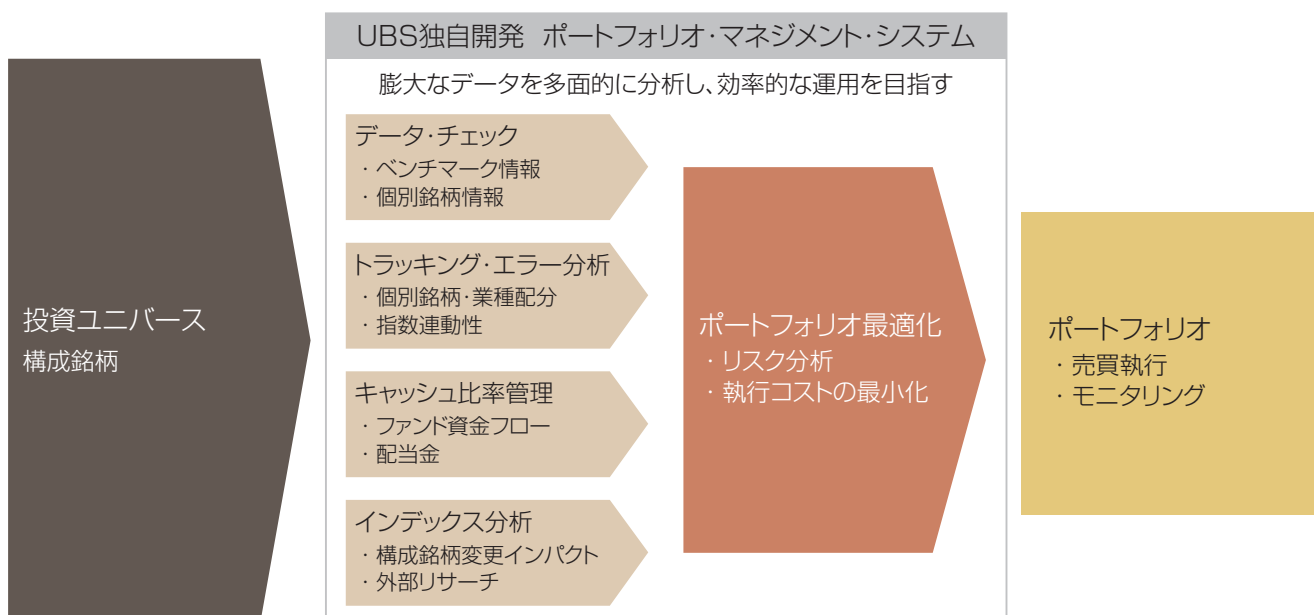 UBS独自開発 ポートフォリオ・マネジメント・システム
膨大なデータを多面的に分析し、効率的な運用を目指す
投資ユニバース
構成銘柄
データ・チェック
・ベンチマーク情報
・個別銘柄情報
トラッキング・エラー分析
・個別銘柄・業種配分
・指数連動性
キャッシュ比率管理
・ファンド資金フロー
・配当金
インデックス分析
・構成銘柄変更インパクト
・外部リサーチ
ポートフォリオ最適化
・リスク分析
・執行コストの最小化
ポートフォリオ
・売買執行
・モニタリング